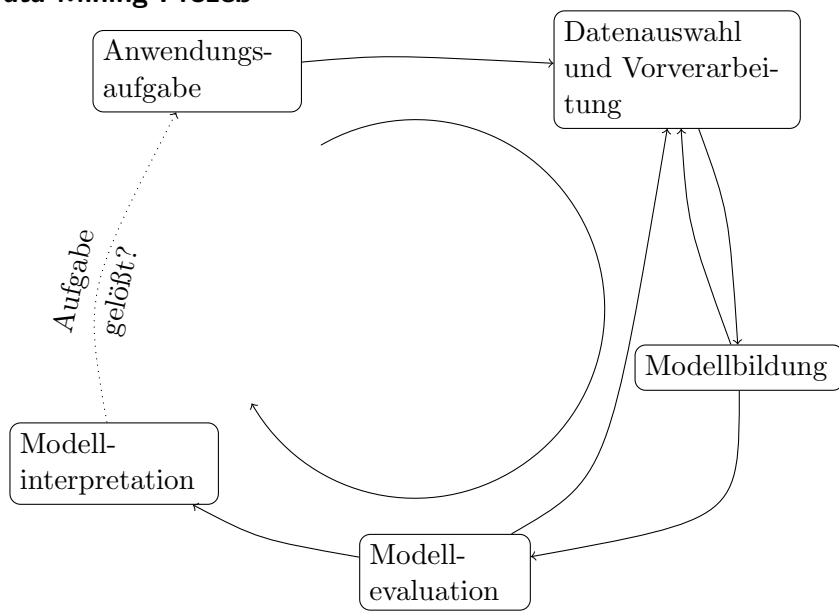 Anwendungs-
aufgabe
Datenauswahl
und Vorverarbei-
tung
Aufgabe
gelößt?
Modellbildung
Modell-
interpretation
Modell-
evaluation